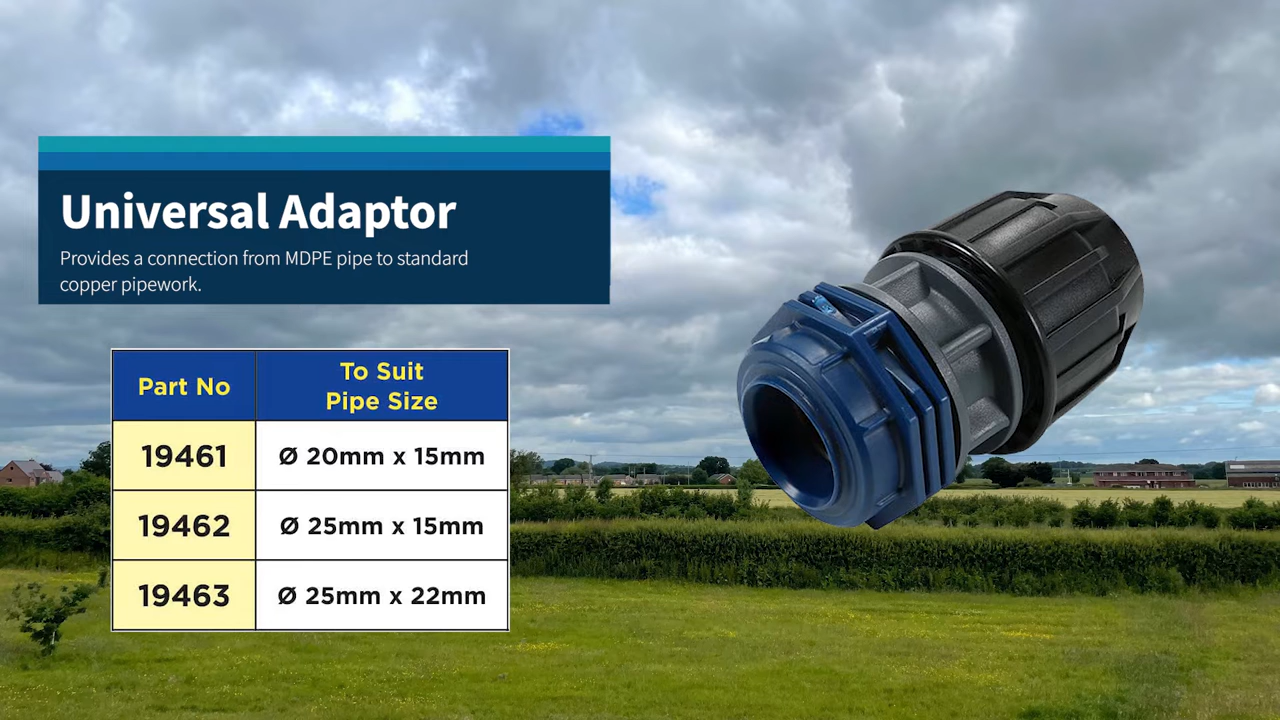 Universal Adaptor
Provides a connection from MDPE pipe to standard
copper pipework.
Part No
To Suit
Pipe Size
19461
Ø 20mm x 15mm
19462
Ø 25mm x 15mm
19463
Ø 25mm x 22mm